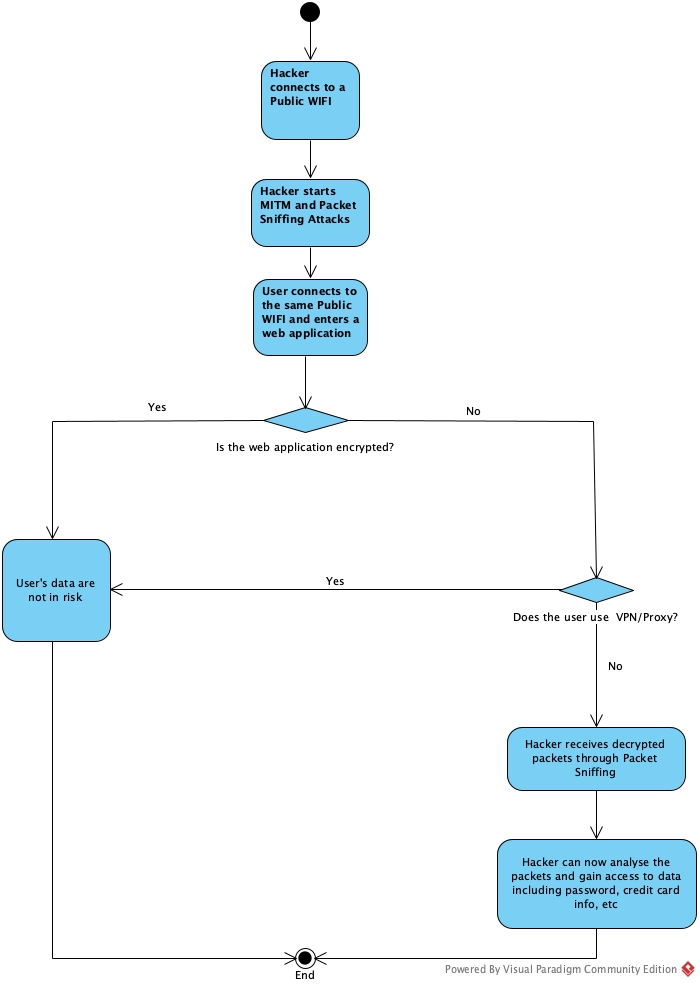 Hacker
connects to a
Public WIFI
Hacker starts
MITM and Packet
Sniffing Attacks
User connects to
the same Public
WIFI and enters a
web application
Yes
No
Is the web application encrypted?
User's data are
not in risk
Yes
Does the user use  VPN/Proxy?
No
Hacker receives decrypted
packets through Packet
Sniffing
Hacker can now analyse the
packets and gain access to data
including password, credit card
info, etc
End
Powered By Visual Paradigm Community Edition